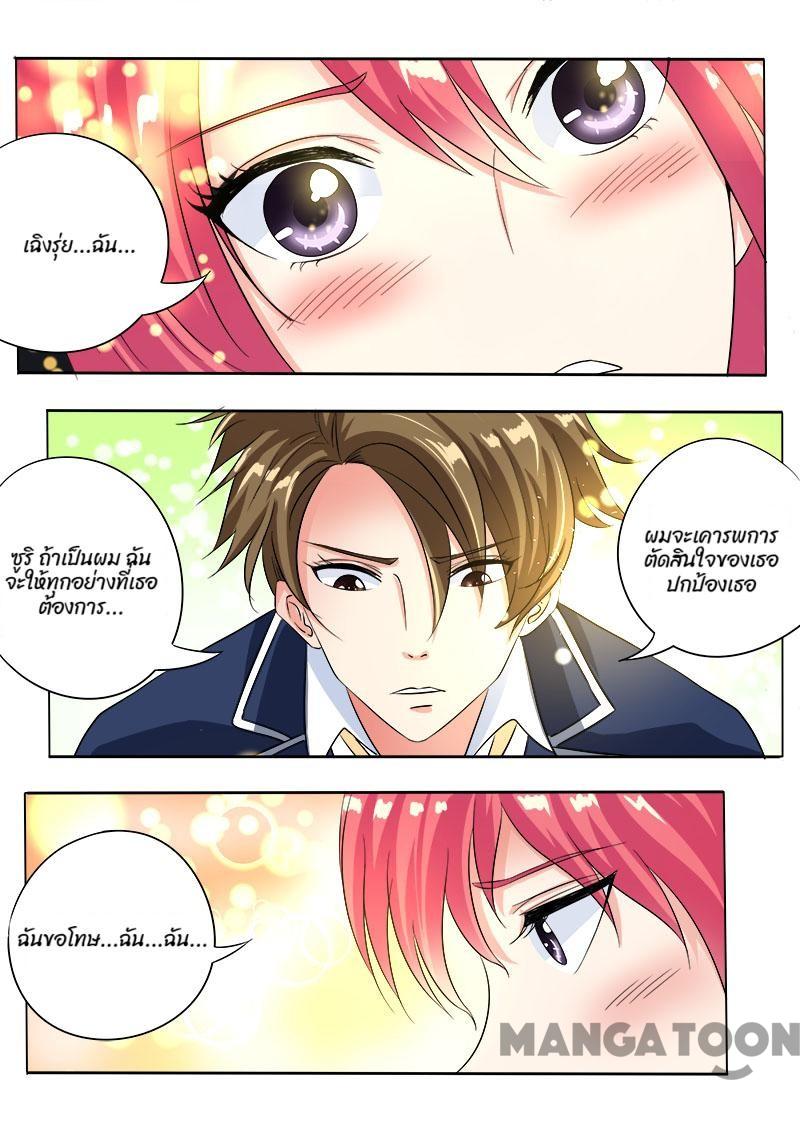 เฉิงรุ่ย...ฉัน...
ซูริ ถ้าเป็นผม ฉัน
จะให้ทุกอย่างที่เธอ
ต้องการ...
ผมจะเคารพการ
ตัดสินใจของเธอ
ปกป้องเธอ
ฉันขอโทษ...ฉัน...ฉัน...
MANGATOON